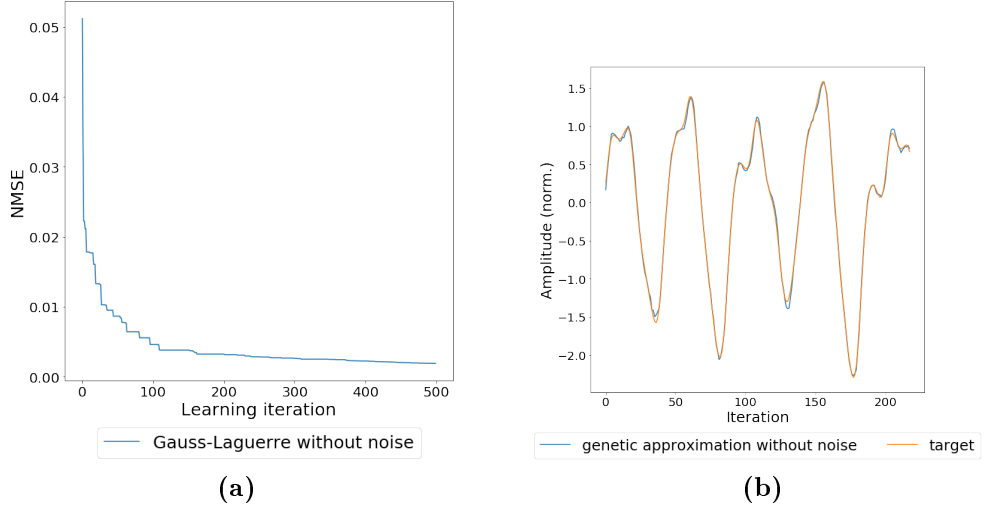 0.05
0.04
0.03
0.02
0.01
0.00
NMSE
0 100 200 300 400 500
Learning iteration
Gauss-Laguerre without noise
(a)
1.5
1.0
0.5
0.0
−0.5
−1.0
−1.5
−2.0
Amplitude (norm.)
0 50 100 150 200
Iteration
genetic approximation without noise target
(b)